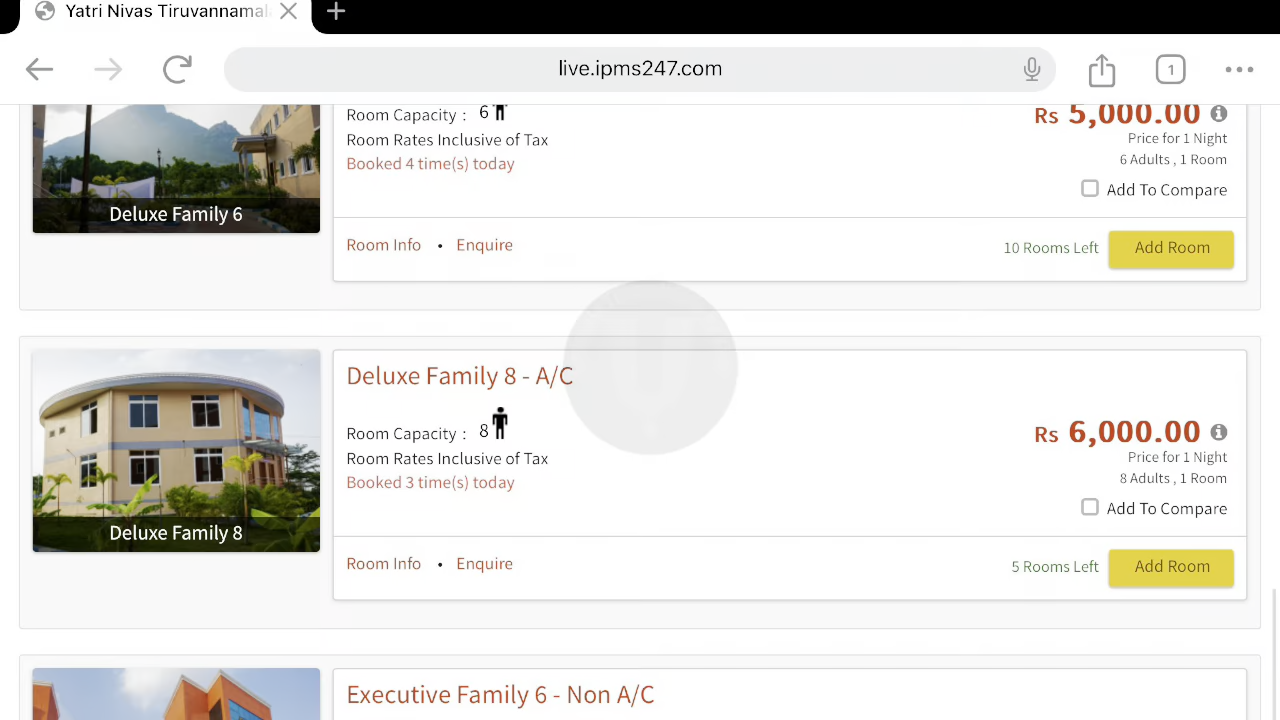 Yatri Nivas Tiruvannamal
live.ipms247.com
1
Room Capacity : 6
Room Rates Inclusive of Tax
Booked 4 time(s) today
Rs 5,000.00
Price for 1 Night
6 Adults , 1 Room
Add To Compare
Deluxe Family 6
Room Info • Enquire
10 Rooms Left
Add Room
Deluxe Family 8 - A/C
Room Capacity : 8
Room Rates Inclusive of Tax
Booked 3 time(s) today
Rs 6,000.00
Price for 1 Night
8 Adults , 1 Room
Add To Compare
Deluxe Family 8
Room Info • Enquire
5 Rooms Left
Add Room
Executive Family 6 - Non A/C